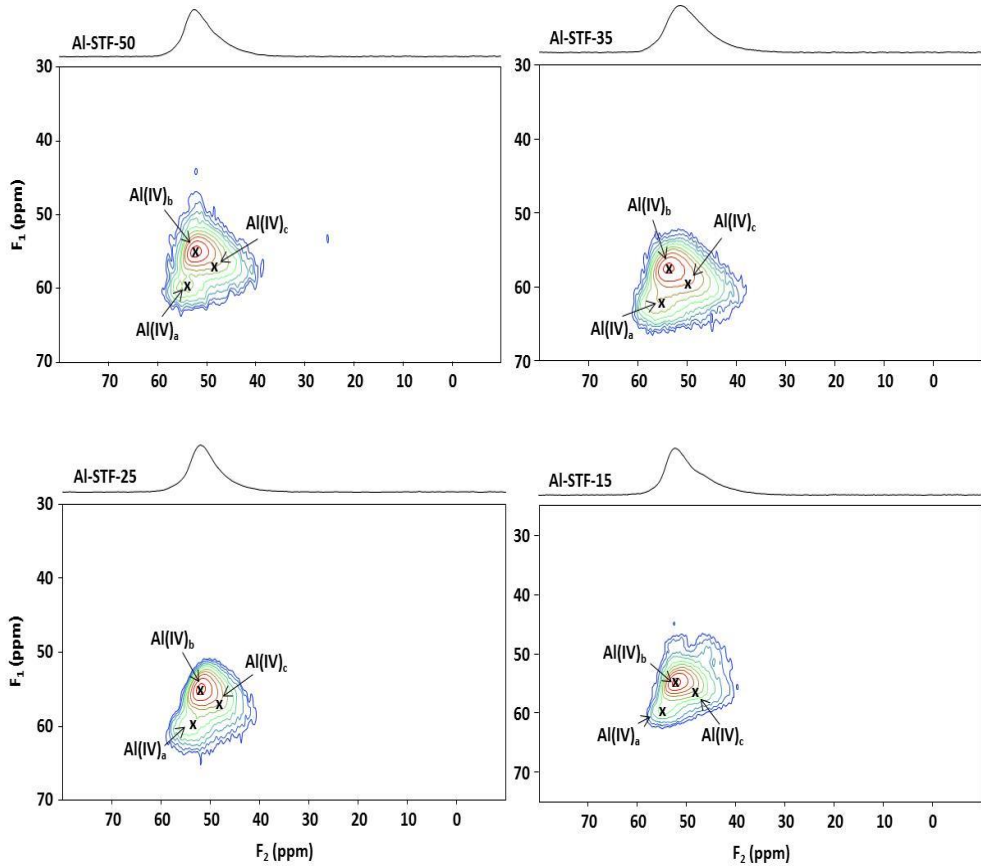 Al-STF-50
30
40
50
60
70
F₁ (ppm)
Al(IV)b
Al(IV)c
Al(IV)a
X
X
X
70 60 50 40 30 20 10 0
Al-STF-35
30
40
50
60
70
Al(IV)b
Al(IV)c
Al(IV)a
X
X
X
70 60 50 40 30 20 10 0
Al-STF-25
30
40
50
60
70
F₁ (ppm)
Al(IV)b
Al(IV)c
Al(IV)a
X
X
X
70 60 50 40 30 20 10 0
F₂ (ppm)
Al-STF-15
30
40
50
60
70
Al(IV)b
Al(IV)a
Al(IV)c
X
X
X
70 60 50 40 30 20 10 0
F₂ (ppm)